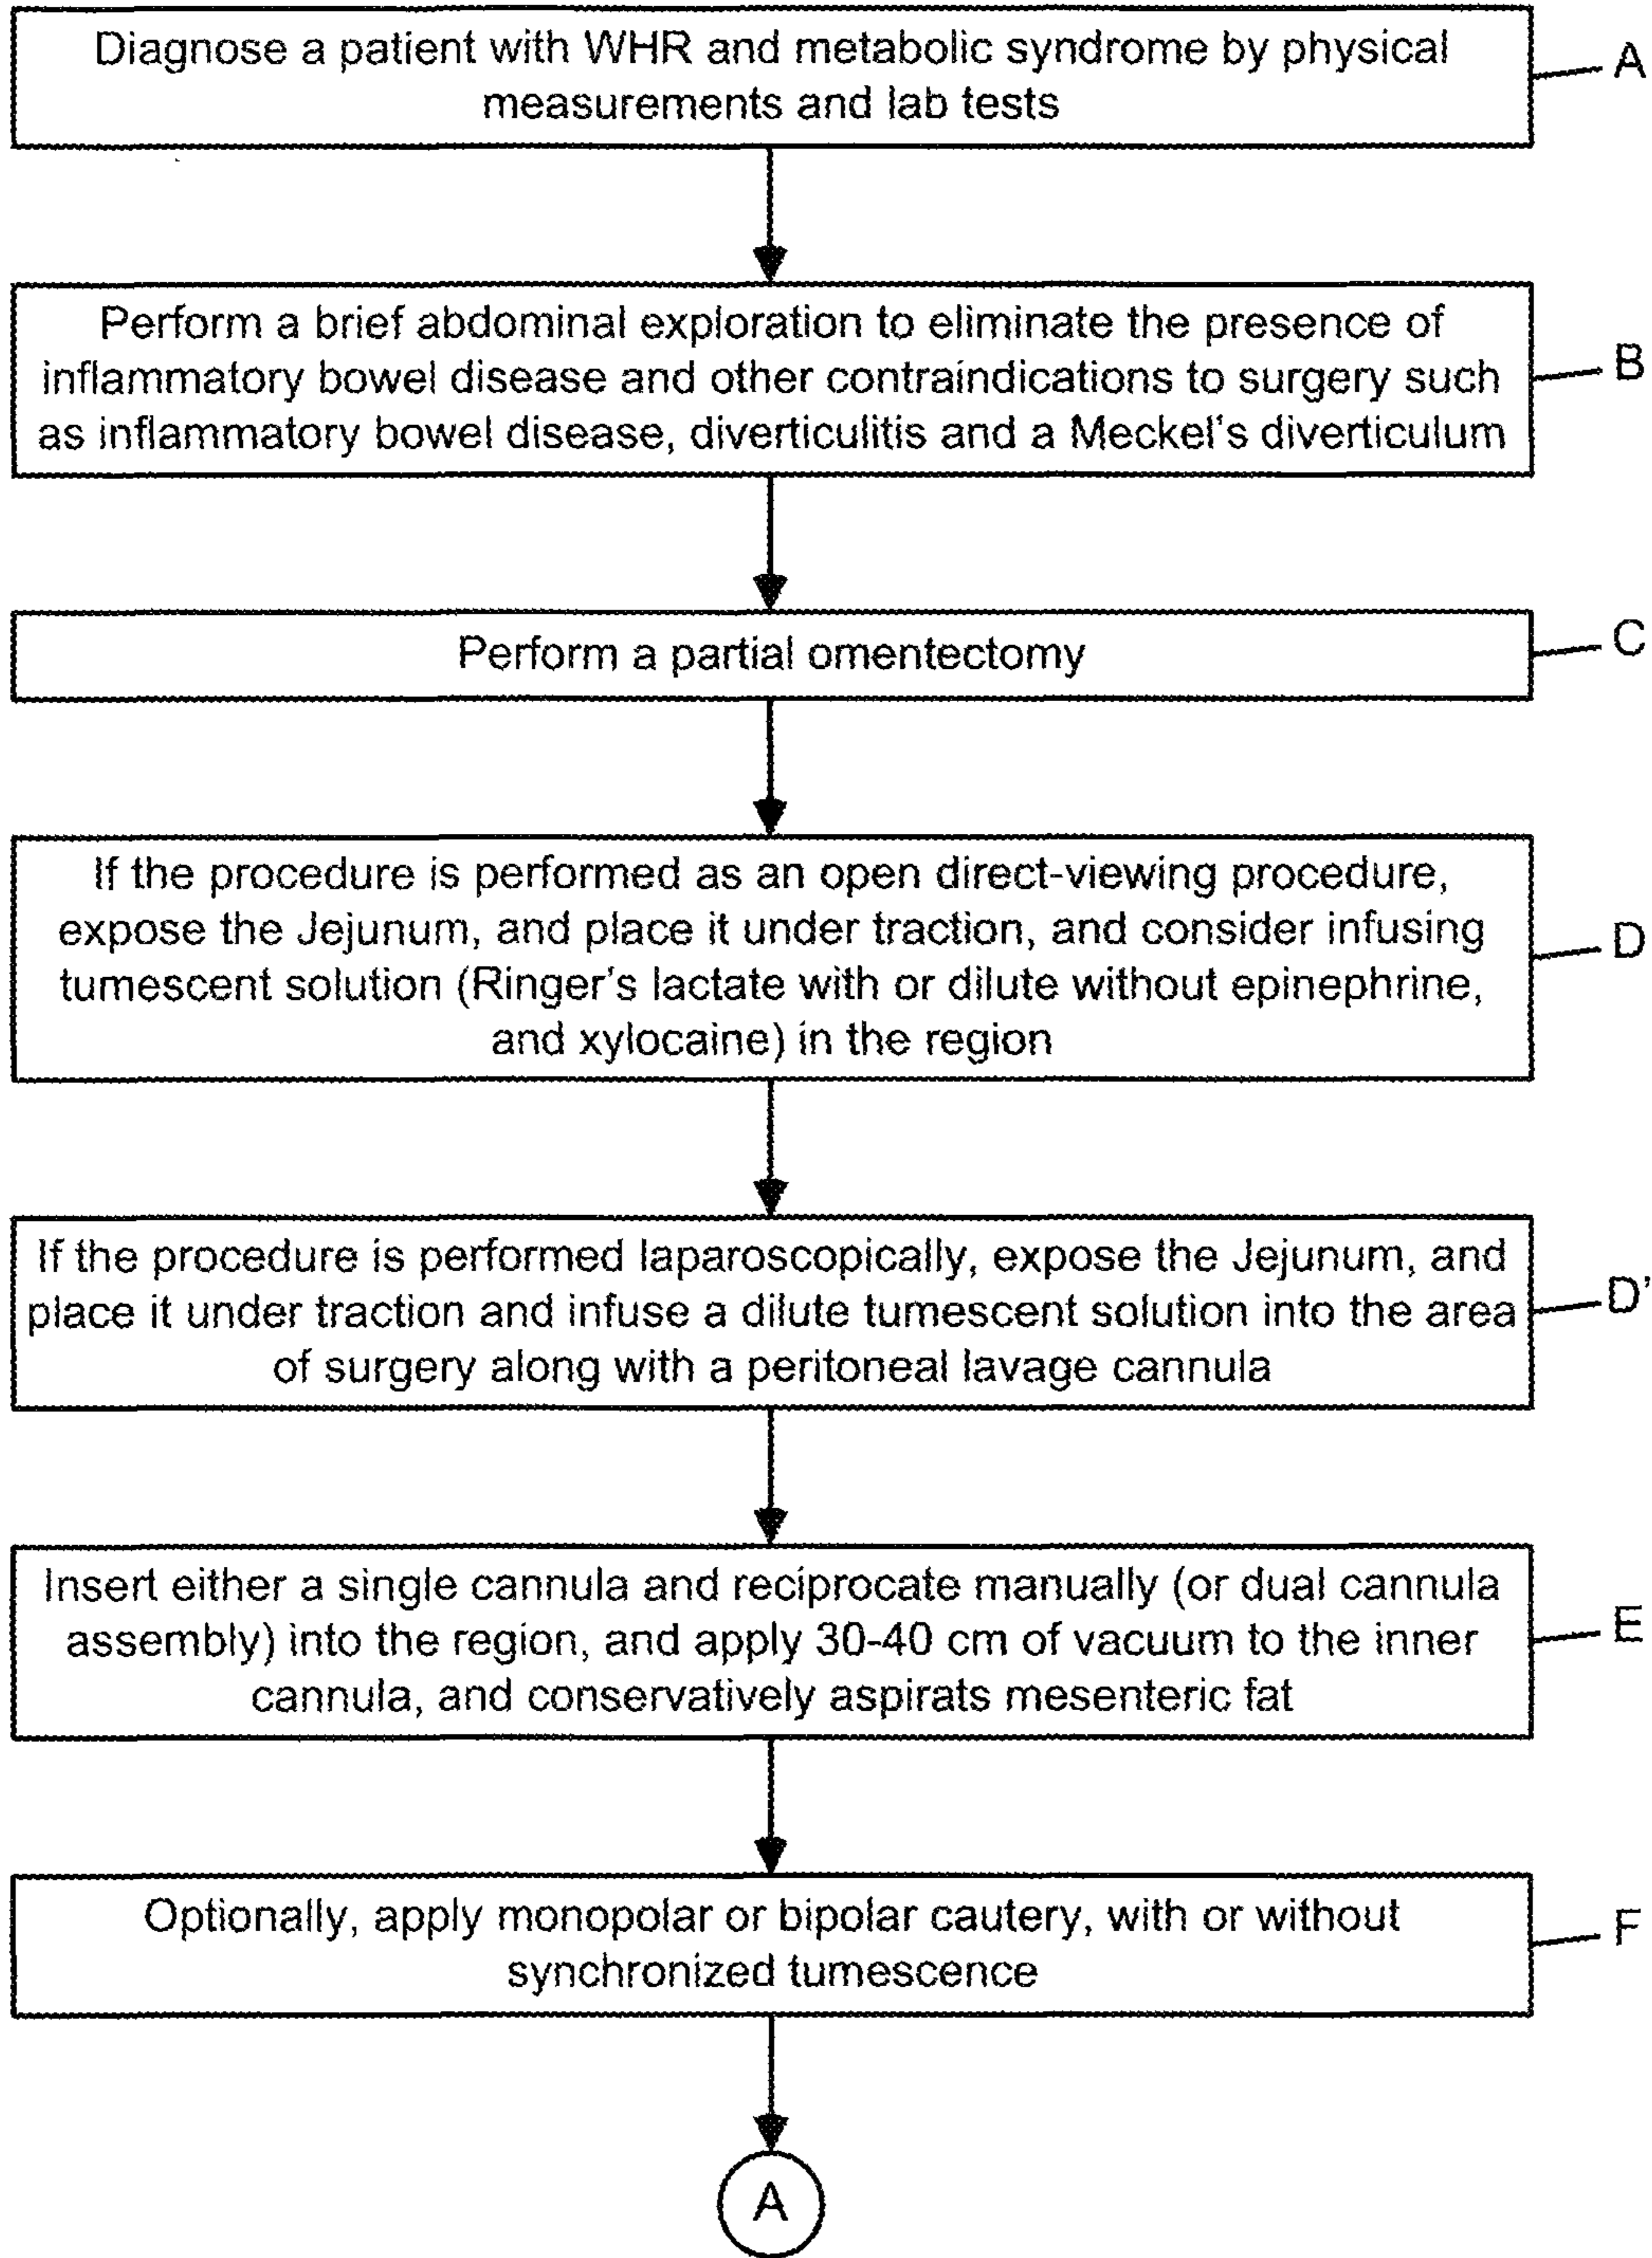 Diagnose a patient with WHR and metabolic syndrome by physical
measurements and lab tests
A
Perform a brief abdominal exploration to eliminate the presence of
inflammatory bowel disease and other contraindications to surgery such
as inflammatory bowel disease, diverticulitis and a Meckel's diverticulum
B
Perform a partial omentectomy
C
If the procedure is performed as an open direct-viewing procedure,
expose the Jejunum, and place it under traction, and consider infusing
tumescent solution (Ringer's lactate with or dilute without epinephrine,
and xylocaine) in the region
D
If the procedure is performed laparoscopically, expose the Jejunum, and
place it under traction and infuse a dilute tumescent solution into the area
of surgery along with a peritoneal lavage cannula
D'
Insert either a single cannula and reciprocate manually (or dual cannula
assembly) into the region, and apply 30-40 cm of vacuum to the inner
cannula, and conservatively aspirats mesenteric fat
E
Optionally, apply monopolar or bipolar cautery, with or without
synchronized tumescence
F
A